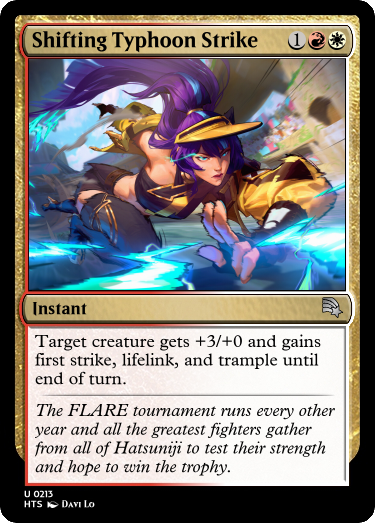 Shifting Typhoon Strike 1
Instant
Target creature gets +3/+0 and gains
first strike, lifelink, and trample until
end of turn.
The FLARE tournament runs every other
year and all the greatest fighters gather
from all of Hatsuniji to test their strength
and hope to win the trophy.
U 0213
HTS Davi Lo